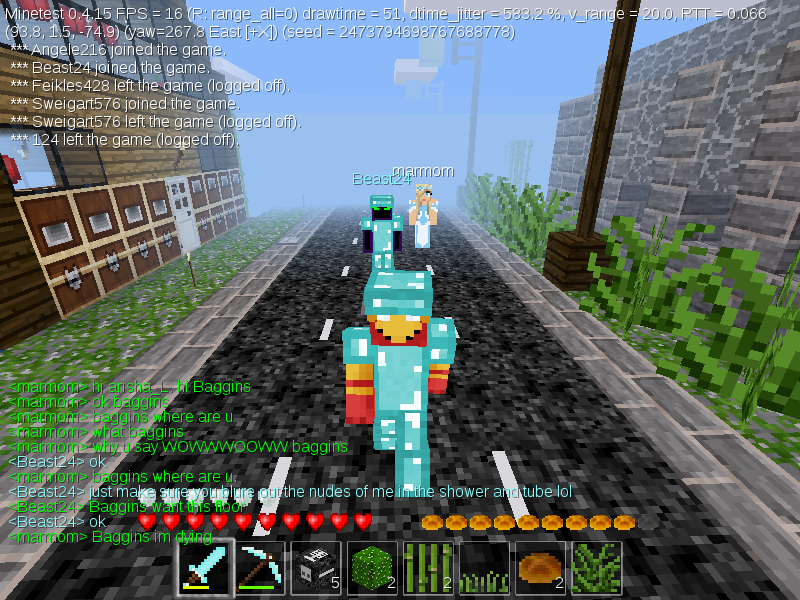 Minetest 0.4.15 FPS = 16 (R: range_all=0) drawtime = 51, dtime_jitter = 583.2 %, v_range = 20.0, RTT = 0.066
(93.8, 1.5, -74.9) (yaw=267.8 East [+X]) (seed = 2473794698767688778)
*** Angele216 joined the game.
*** Beast24 joined the game.
*** Feikles428 left the game (logged off).
*** Sweigart576 joined the game.
*** Sweigart576 left the game (logged off).
*** 124 left the game (logged off).
marmom
Beast24
<marmom> hi arisha_L, hi Baggins
<marmom> ok baggins
<marmom> baggins where are u
<marmom> what baggins
<marmom> why u say WOWWWOOWW baggins
<Beast24> ok
<marmom> baggins where are u
<Beast24> just make sure you blure out the nudes of me in the shower and tube lol
<Beast24> Baggins want this floor
<Beast24> ok
<marmom> Baggins im dying
5
2
2
2